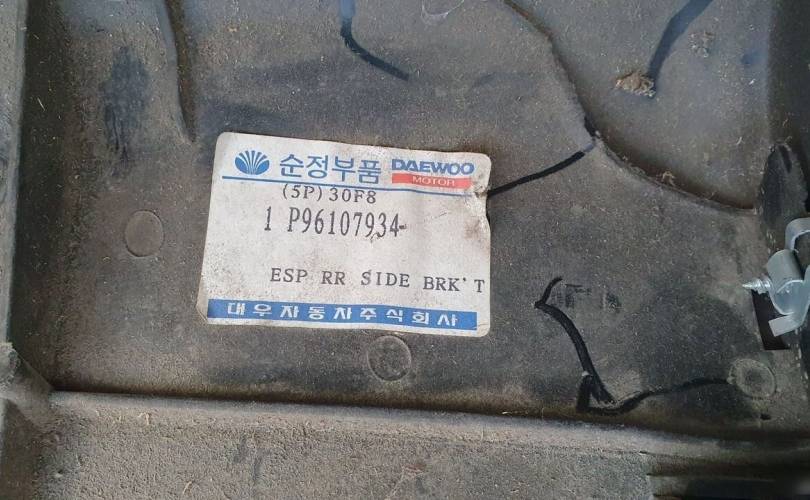 순정부품 DAEWOO
MOTOR
(5P)30F8
1 P96107934-
ESP RR SIDE BRK'T
대우자동차주식회사